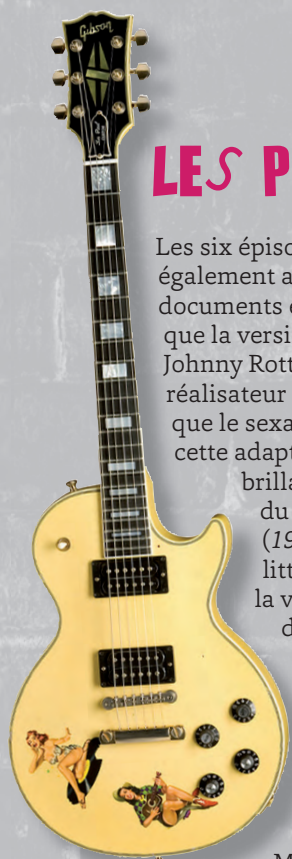 Gibson
LES P
Les six épiso
également a
documents
que la versi
Johnny Rott
réalisateur
que le sexa
cette adapt
brilla
du
(19
litt
la v
d
M